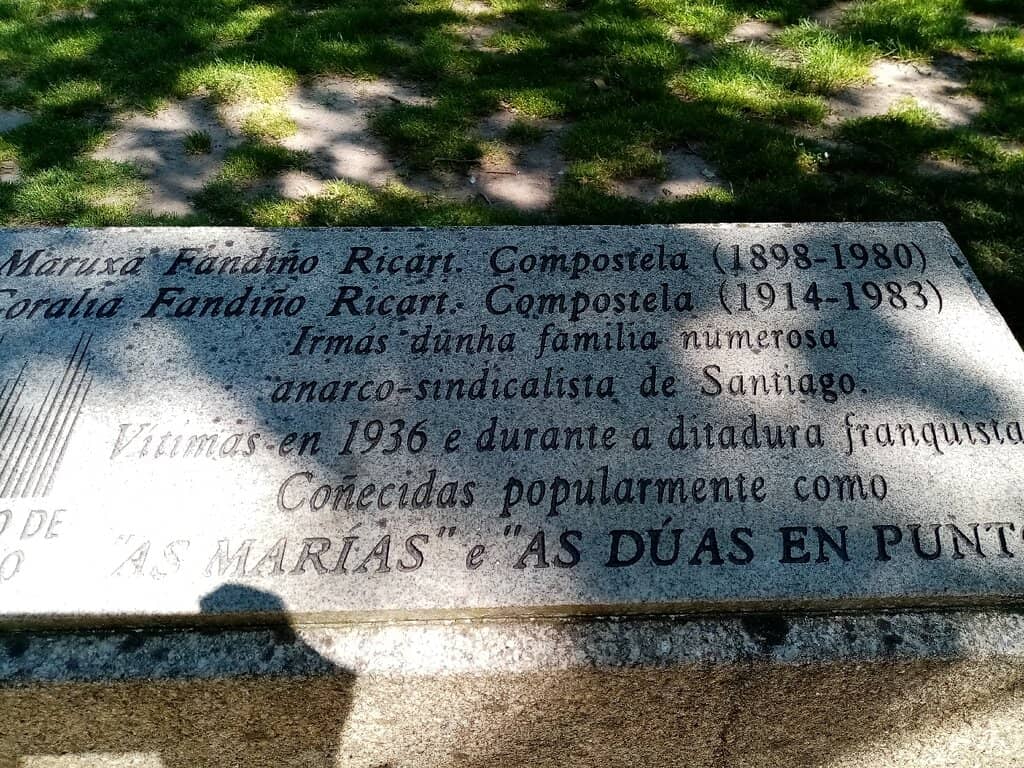 Maruxa Fandiño Ricart. Compostela (1898-1980)
Coralia Fandiño Ricart. Compostela (1914-1983)
Irmás dunha familia numerosa
anarco-sindicalista de Santiago.
Vítimas en 1936 e durante a ditadura franquista
Coñecidas popularmente como
"AS MARÍAS" e "AS DÚAS EN PUNTO
DE
O